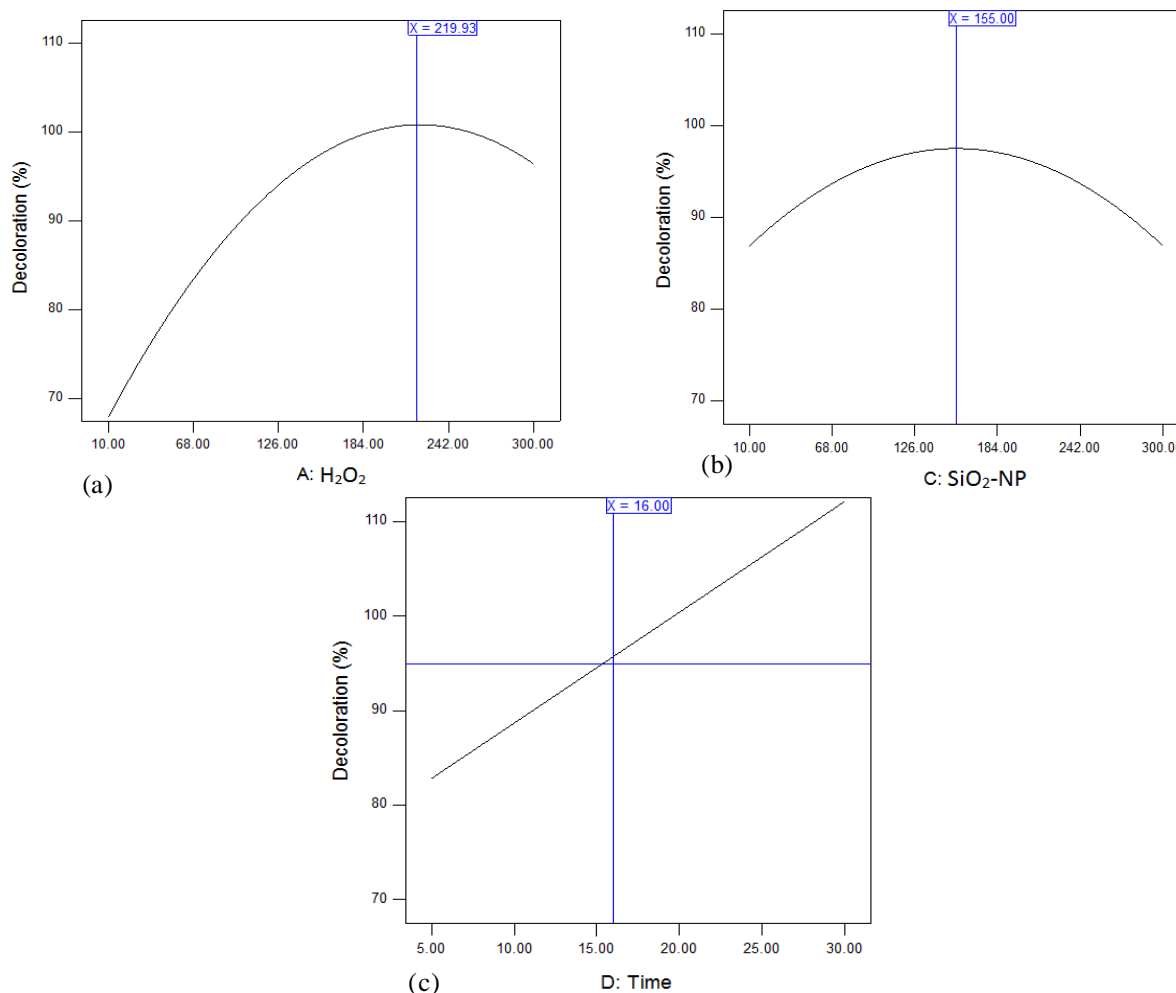 X = 219.93
110
100
90
80
70
Decoloration (%)
10.00 68.00 126.00 184.00 242.00 300.00
A: H₂O₂
(a)
X = 155.00
110
100
90
80
70
Decoloration (%)
10.00 68.00 126.00 184.00 242.00 300.00
C: SiO₂-NP
(b)
X = 16.00
110
100
90
80
70
Decoloration (%)
5.00 10.00 15.00 20.00 25.00 30.00
D: Time
(c)